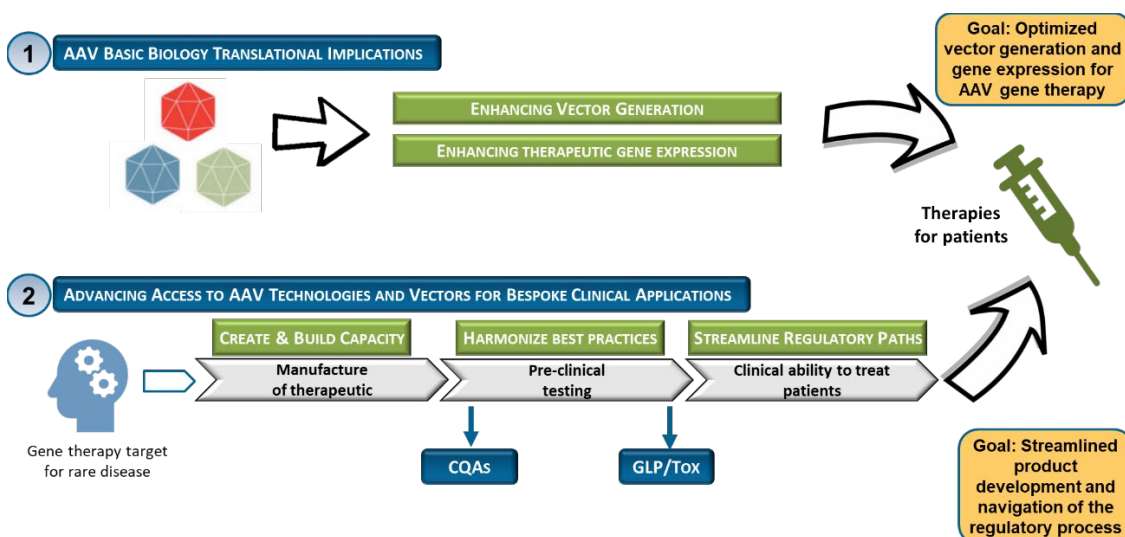 1
AAV BASIC BIOLOGY TRANSLATIONAL IMPLICATIONS
ENHANCING VECTOR GENERATION
ENHANCING THERAPEUTIC GENE EXPRESSION
Goal: Optimized
vector generation and
gene expression for
AAV gene therapy
Therapies
for patients
2
ADVANCING ACCESS TO AAV TECHNOLOGIES AND VECTORS FOR BESPOKE CLINICAL APPLICATIONS
CREATE & BUILD CAPACITY
HARMONIZE BEST PRACTICES
STREAMLINE REGULATORY PATHS
Manufacture
of therapeutic
Pre-clinical
testing
Clinical ability to treat
patients
Gene therapy target
for rare disease
CQAs
GLP/Tox
Goal: Streamlined
product
development and
navigation of the
regulatory process